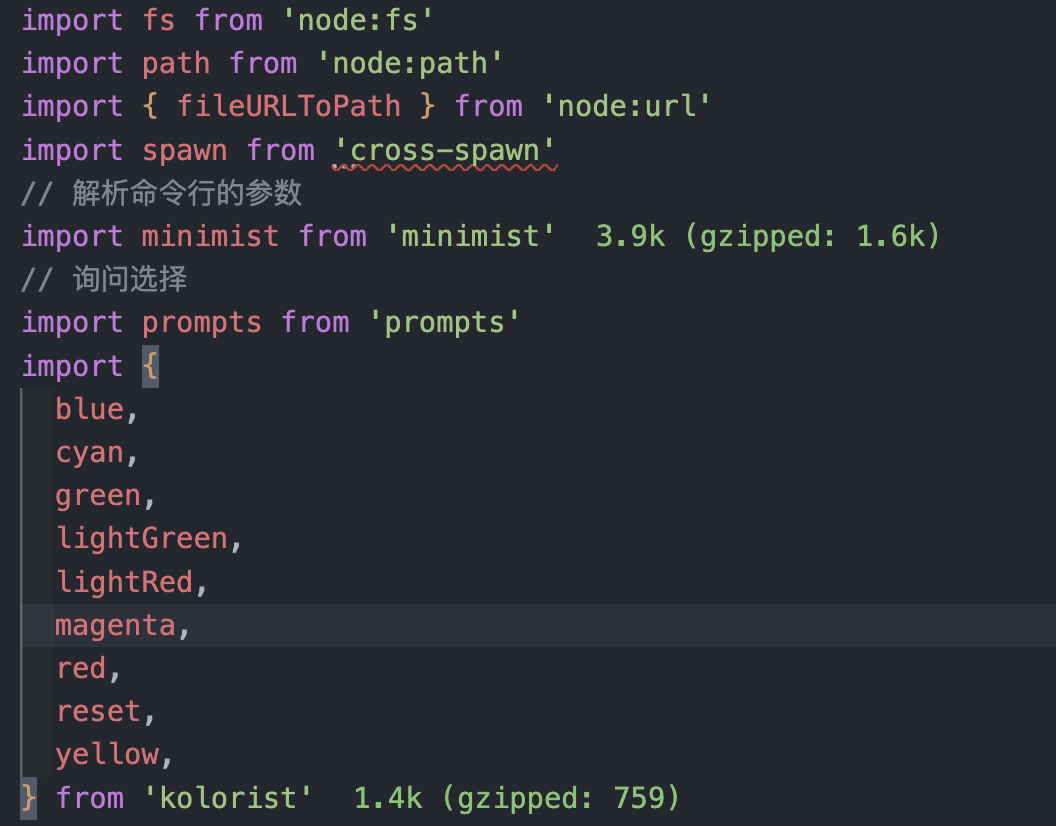 import fs from 'node:fs'
import path from 'node:path'
import { fileURLToPath } from 'node:url'
import spawn from 'cross-spawn'
// 解析命令行的参数
import minimist from 'minimist'  3.9k (gzipped: 1.6k)
// 询问选择
import prompts from 'prompts'
import {
  blue,
  cyan,
  green,
  lightGreen,
  lightRed,
  magenta,
  red,
  reset,
  yellow,
} from 'kolorist'  1.4k (gzipped: 759)